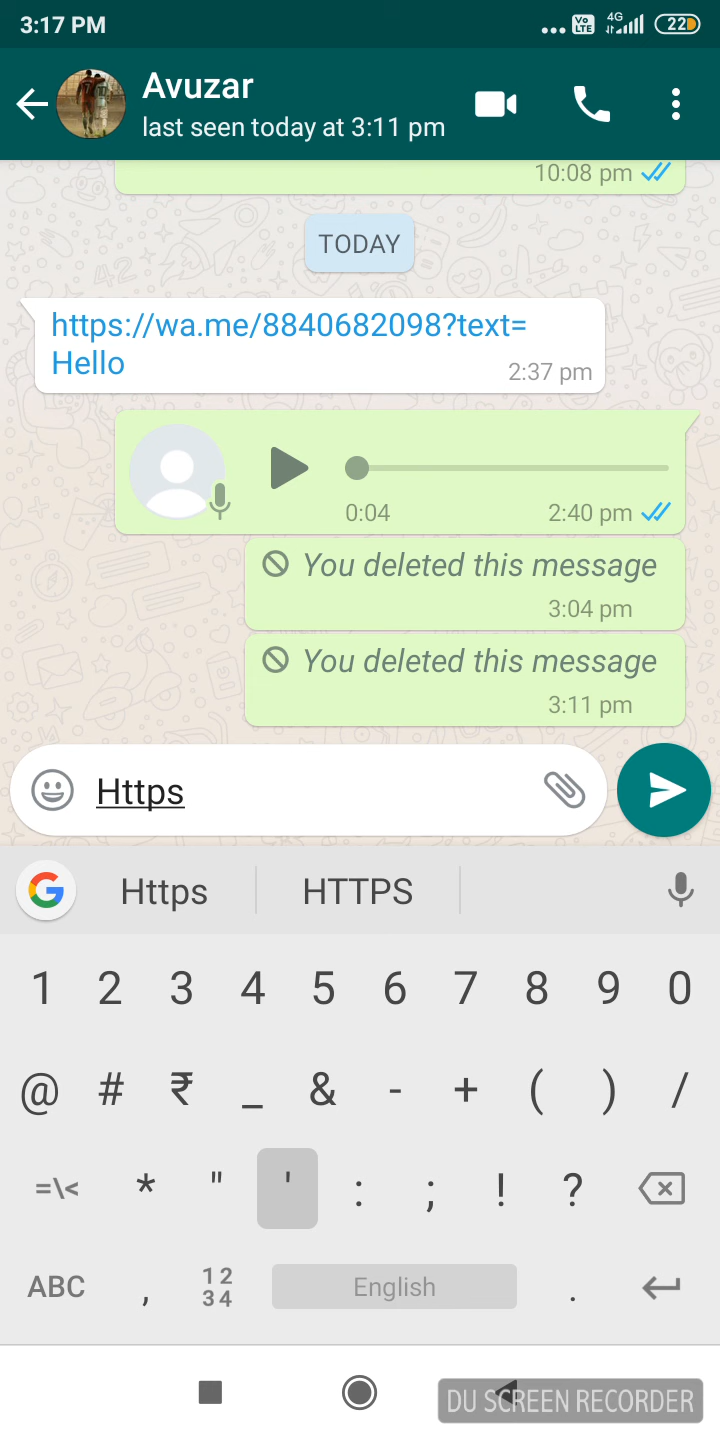 3:17 PM
Vo LTE 4G 22
Avuzar
last seen today at 3:11 pm
10:08 pm
TODAY
https://wa.me/8840682098?text=
Hello
2:37 pm
0:04 2:40 pm
You deleted this message
3:04 pm
You deleted this message
3:11 pm
Https
Https HTTPS
1 2 3 4 5 6 7 8 9 0
@ # ₹ _ & - + ( ) /
=\< * " ' : ; ! ?
ABC , 12 34 English .
DU SCREEN RECORDER